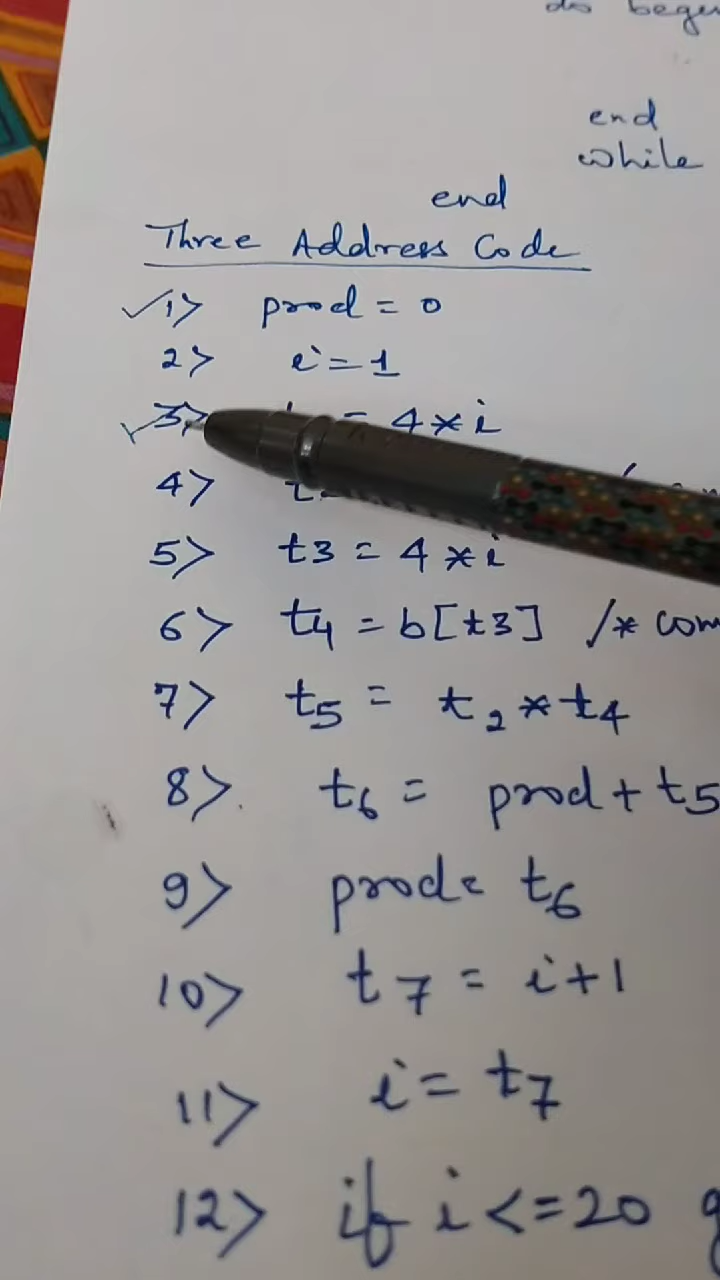 do
end
while
end
Three Address Code
✓1> prod = 0
2> i = 1
✓3> = 4 * i
4>
5> t3 = 4 * i
6> t4 = b[t3] /* com
7> t5 = t2 * t4
8> t6 = prod + t5
9> prod = t6
10> t7 = i + 1
11> i = t7
12> if i <= 20